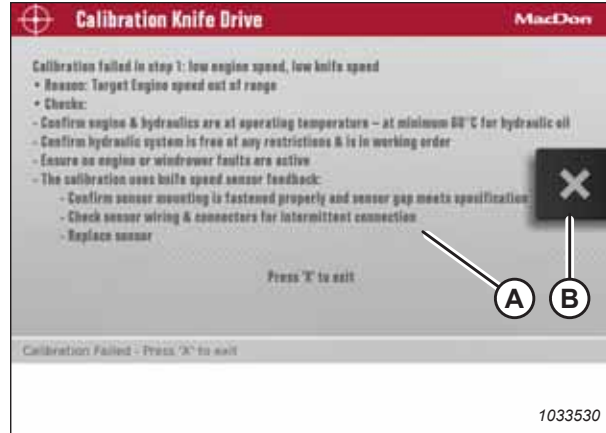 Calibration Knife Drive
MacDon
Calibration failed in step 1: low engine speed, low knife speed
• Reason: Target Engine speed out of range
• Checks:
- Confirm engine & hydraulics are at operating temperature – at minimum 60°C for hydraulic oil
- Confirm hydraulic system is free of any restrictions & is in working order
- Ensure no engine or windrower faults are active
- The calibration uses knife speed sensor feedback:
- Confirm sensor mounting is fastened properly and sensor gap meets specification
- Check sensor wiring & connectors for intermittent connection
- Replace sensor
Press 'X' to exit
A
B
Calibration Failed - Press 'X' to exit
1033530